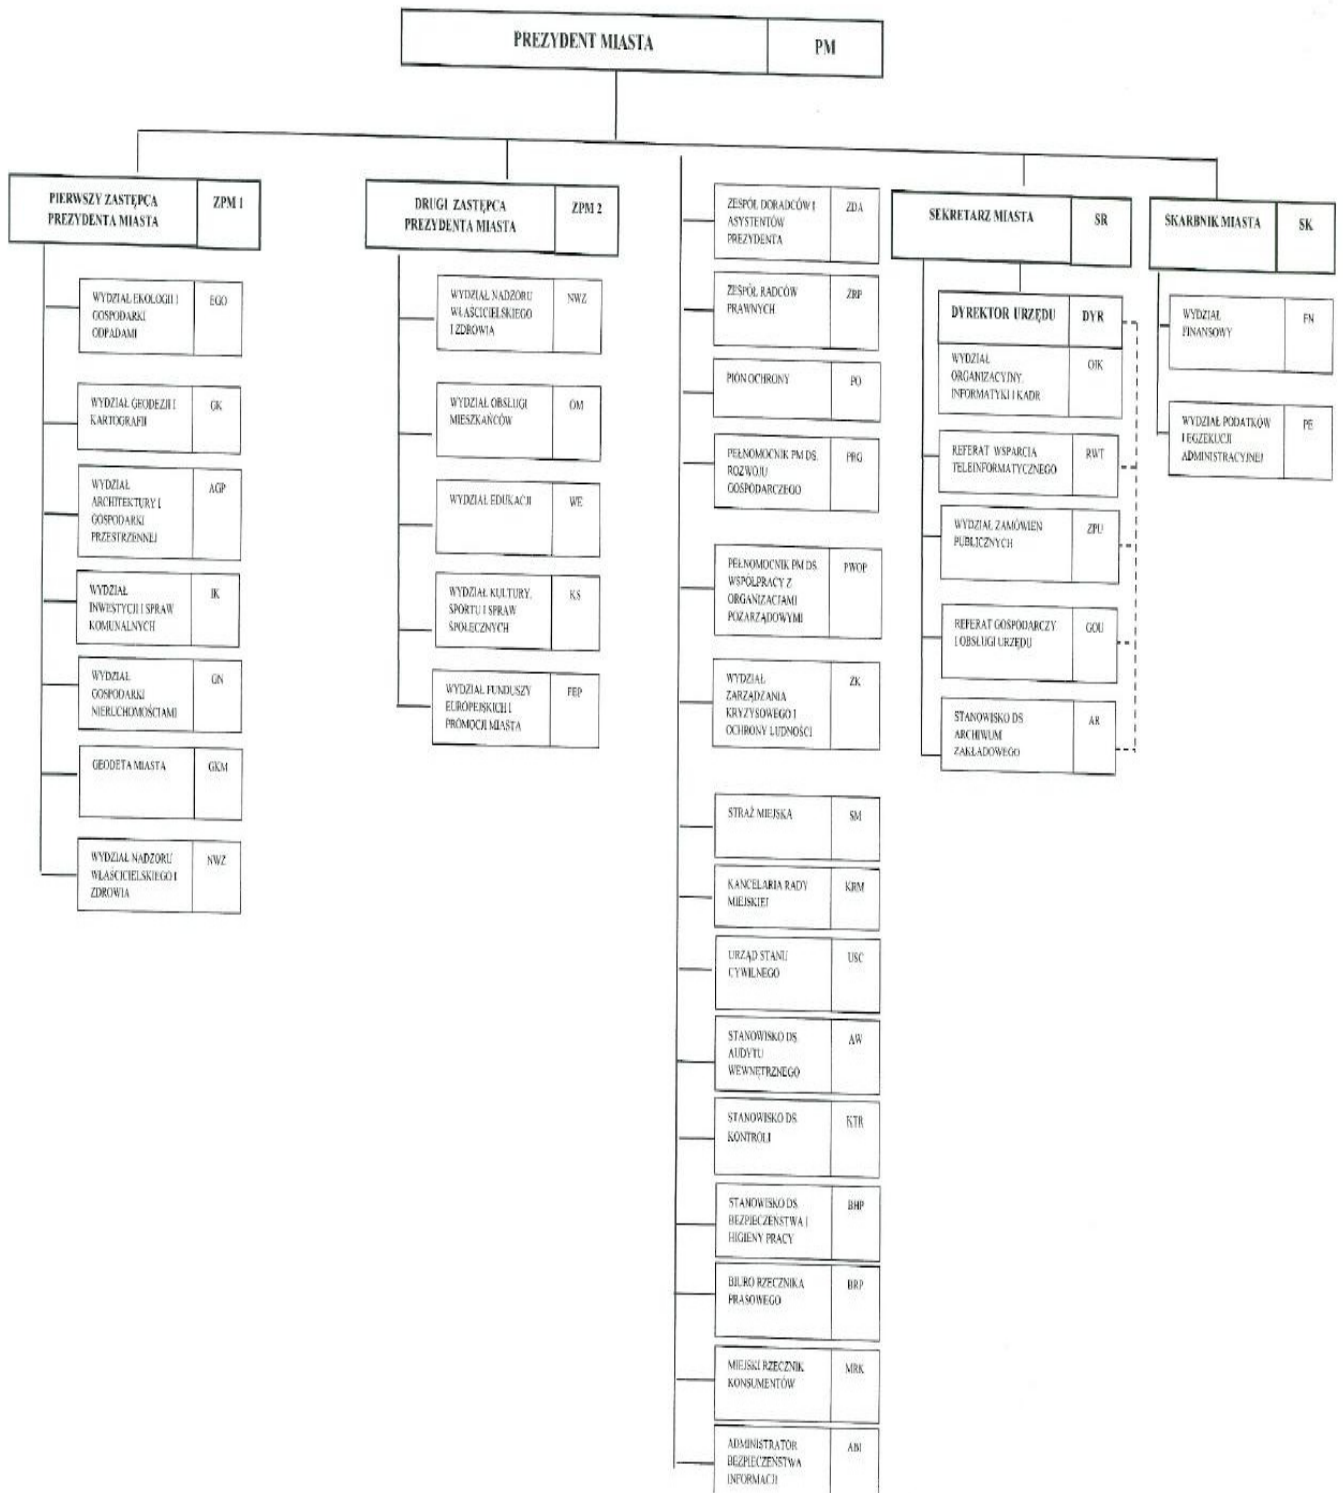 PREZYDENT MIASTA PM
PIERWSZY ZASTĘPCA
PREZYDENTA MIASTA
ZPM 1
WYDZIAŁ EKOLOGII I
GOSPODARKI
ODPADAMI
EGO
WYDZIAŁ GEODEZJI I
KARTOGRAFII
GK
WYDZIAŁ
ARCHITEKTURY I
GOSPODARKI
PRZESTRZENNEJ
AGP
WYDZIAŁ
INWESTYCJI I SPRAW
KOMUNALNYCH
IK
WYDZIAŁ
GOSPODARKI
NIERUCHOMOŚCIAMI
GN
GEODETA MIASTA
GKM
WYDZIAŁ NADZORU
WŁAŚCICIELSKIEGO I
ZDROWIA
NWZ
DRUGI ZASTĘPCA
PREZYDENTA MIASTA
ZPM 2
WYDZIAŁ NADZORU
WŁAŚCICIELSKIEGO
I ZDROWIA
NWZ
WYDZIAŁ OBSŁUGI
MIESZKAŃCÓW
OM
WYDZIAŁ EDUKACJI
WE
WYDZIAŁ KULTURY,
SPORTU I SPRAW
SPOŁECZNYCH
KS
WYDZIAŁ FUNDUSZY
EUROPEJSKICH I
PROMOCJI MIASTA
FEP
ZESPÓŁ DORADCÓW I
ASYSTENTÓW
PREZYDENTA
ZDA
ZESPÓŁ RADCÓW
PRAWNYCH
ZRP
PION OCHRONY
PO
PEŁNOMOCNIK PM DS.
ROZWOJU
GOSPODARCZEGO
PRG
PEŁNOMOCNIK PM DS.
WSPÓŁPRACY Z
ORGANIZACJAMI
POZARZĄDOWYMI
PWOP
WYDZIAŁ
ZARZĄDZANIA
KRYZYSOWEGO I
OCHRONY LUDNOŚCI
ZK
STRAŻ MIEJSKA
SM
KANCELARIA RADY
MIEJSKIEJ
KRM
URZĄD STANU
CYWILNEGO
USC
STANOWISKO DS.
AUDYTU
WEWNĘTRZNEGO
AW
STANOWISKO DS.
KONTROLI
KTR
STANOWISKO DS.
BEZPIECZEŃSTWA I
HIGIENY PRACY
BHP
BIURO RZECZNIKA
PRASOWEGO
BRP
MIEJSKI RZECZNIK
KONSUMENTÓW
MRK
ADMINISTRATOR
BEZPIECZEŃSTWA
INFORMACJI
ABI
SEKRETARZ MIASTA
SR
DYREKTOR URZĘDU
DYR
WYDZIAŁ
ORGANIZACYJNY,
INFORMATYKI I KADR
OIK
REFERAT WSPARCIA
TELEINFORMATYCZNEGO
RWT
WYDZIAŁ ZAMÓWIEŃ
PUBLICZNYCH
ZPU
REFERAT GOSPODARCZY
I OBSŁUGI URZĘDU
GOU
STANOWISKO DS.
ARCHIWUM
ZAKŁADOWEGO
AR
SKARBNIK MIASTA
SK
WYDZIAŁ
FINANSOWY
FN
WYDZIAŁ PODATKÓW
I EGZEKUCJI
ADMINISTRACYJNEJ
PE